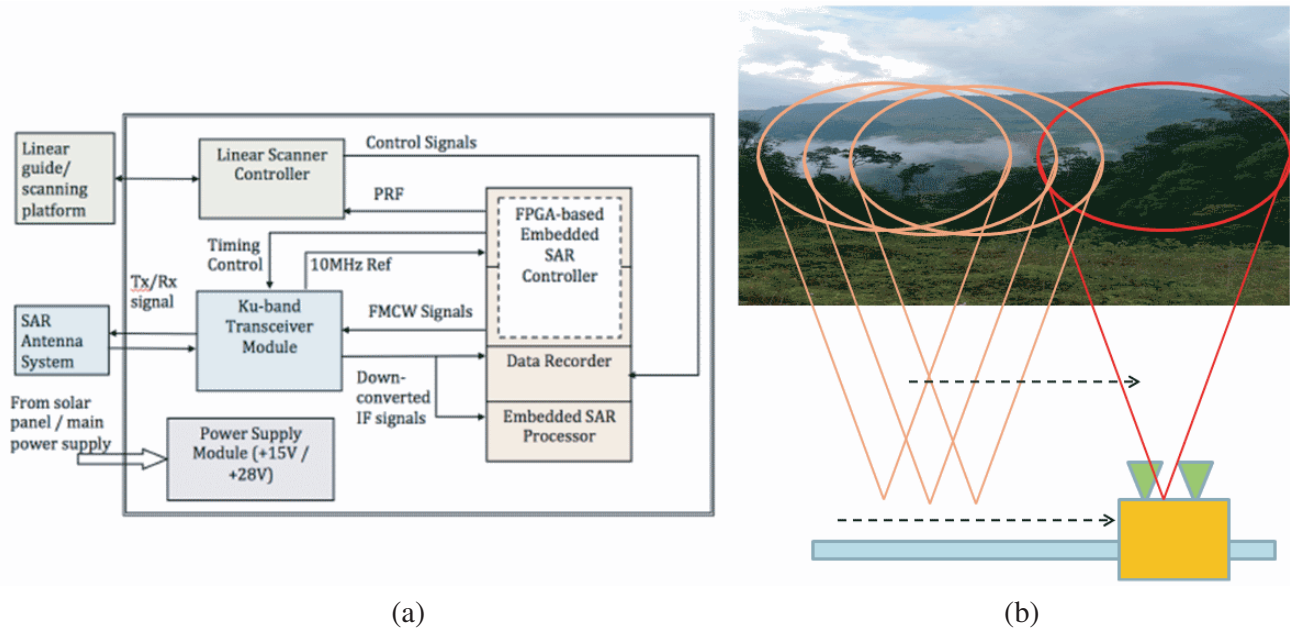 Linear
guide/
scanning
platform
Linear Scanner
Controller
Control Signals
PRF
FPGA-based
Embedded
SAR
Controller
Timing
Control
10MHz Ref
Tx/Rx
signal
SAR
Antenna
System
Ku-band
Transceiver
Module
FMCW Signals
Data Recorder
Down-
converted
IF signals
Embedded SAR
Processor
From solar
panel / main
power supply
Power Supply
Module (+15V /
+28V)
(a)
(b)